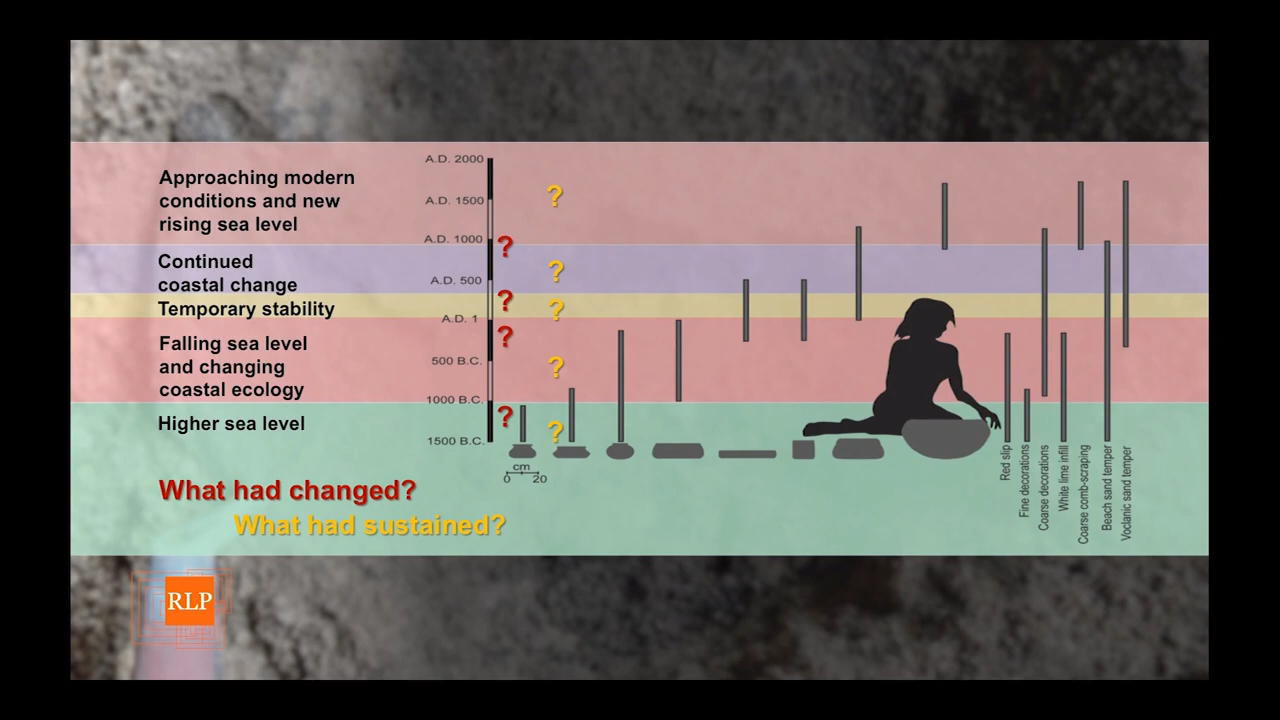 Approaching modern
conditions and new
rising sea level
Continued
coastal change
Temporary stability
Falling sea level
and changing
coastal ecology
Higher sea level
A.D. 2000
A.D. 1500
A.D. 1000
A.D. 500
A.D. 1
500 B.C.
1000 B.C.
1500 B.C.
?
?
?
?
?
?
?
?
?
cm
0 20
Red slip
Fine decorations
Coarse decorations
White lime infill
Coarse comb-scraping
Beach sand temper
Voclanic sand temper
What had changed?
What had sustained?
RLP